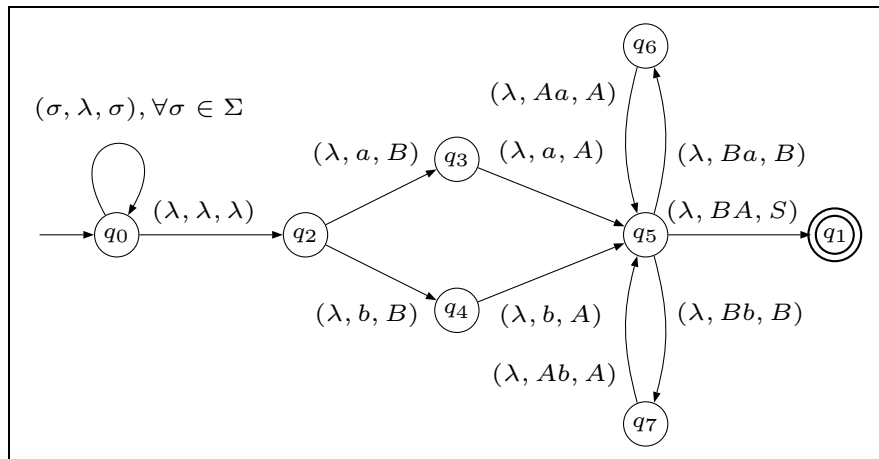 q₆
(σ, λ, σ), ∀σ ∈ Σ
(λ, Aa, A)
(λ, a, B) q₃ (λ, a, A) (λ, Ba, B)
(λ, λ, λ) (λ, BA, S)
q₀ q₂ q₅ q₁
(λ, b, B) q₄ (λ, b, A) (λ, Bb, B)
(λ, Ab, A)
q₇